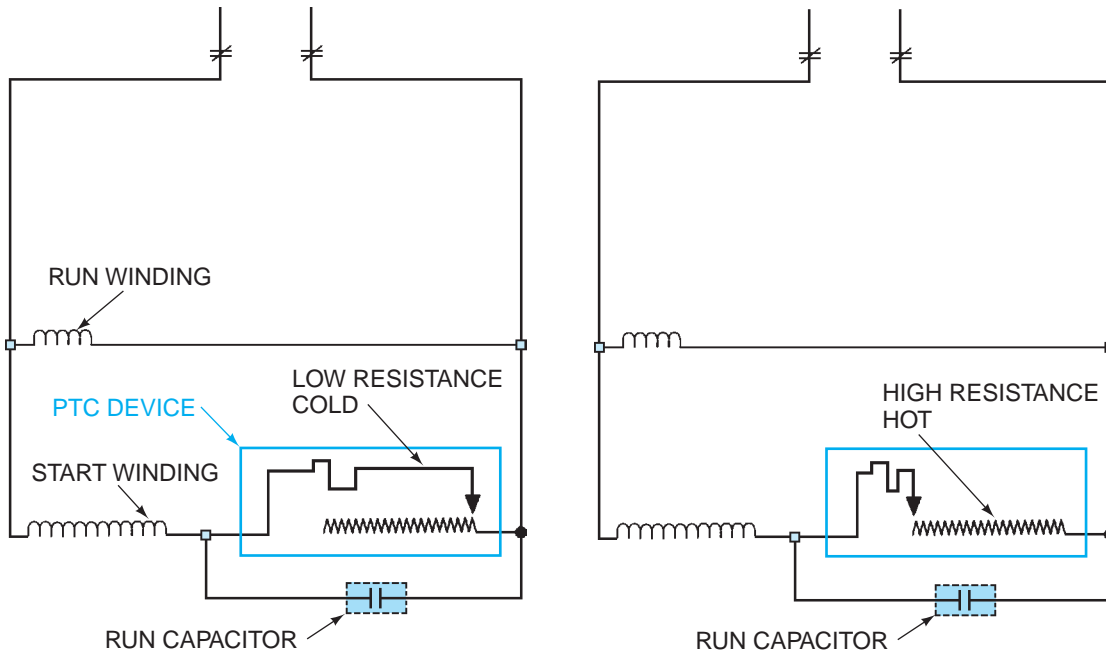 RUN WINDING
LOW RESISTANCE
COLD
PTC DEVICE
START WINDING
RUN CAPACITOR
HIGH RESISTANCE
HOT
RUN CAPACITOR